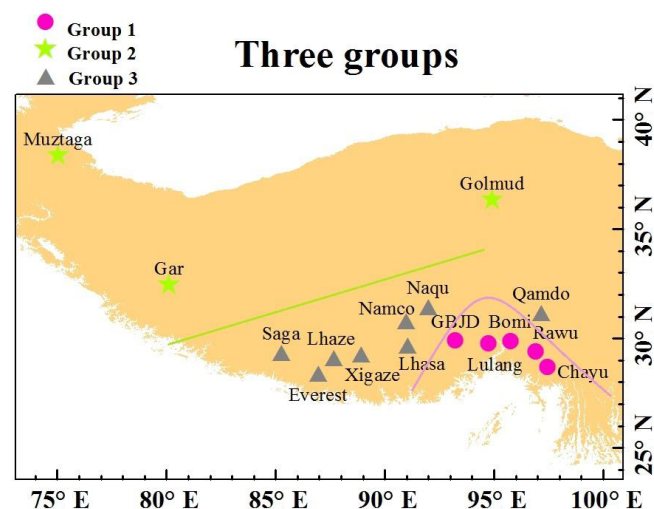 Group 1
Group 2
Group 3
Three groups
Muztaga
Golmud
Gar
Naqu
Qamdo
Namco
GBJD
Bomi
Rawu
Saga
Lhaze
Lhasa
Lulang
Chayu
Xigaze
Everest
40° N
35° N
30° N
25° N
75° E
80° E
85° E
90° E
95° E
100° E